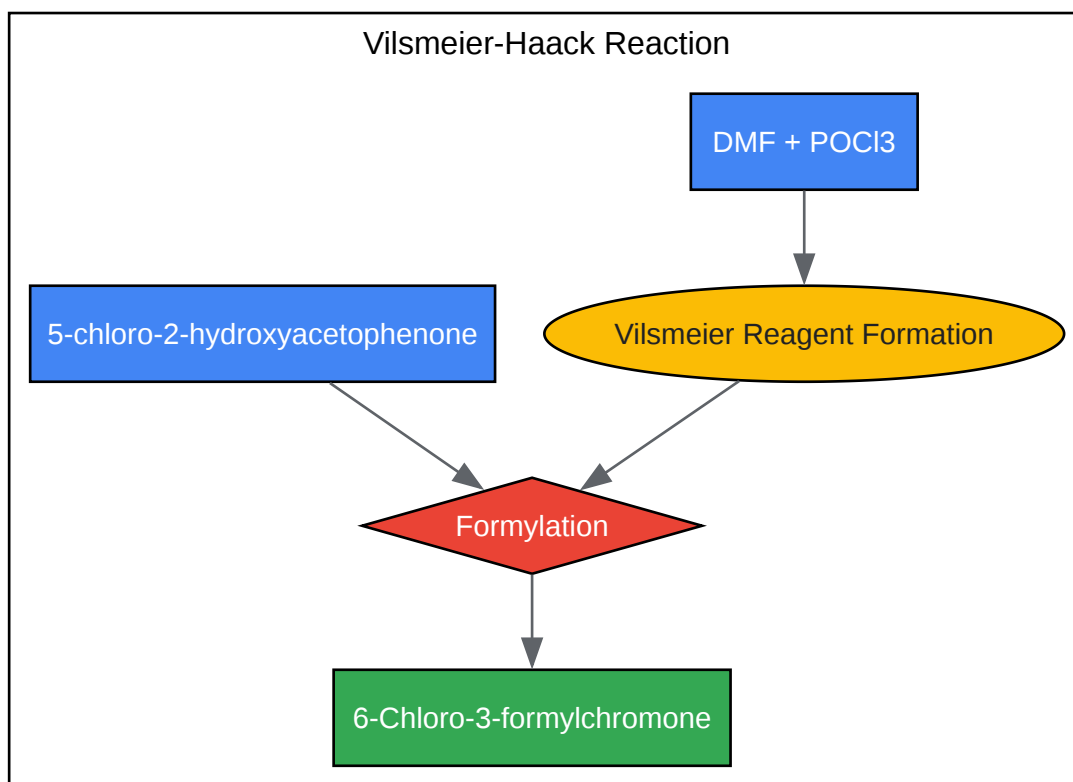 Vilsmeier-Haack Reaction
DMF + POCl3
5-chloro-2-hydroxyacetophenone
Vilsmeier Reagent Formation
Formylation
6-Chloro-3-formylchromone